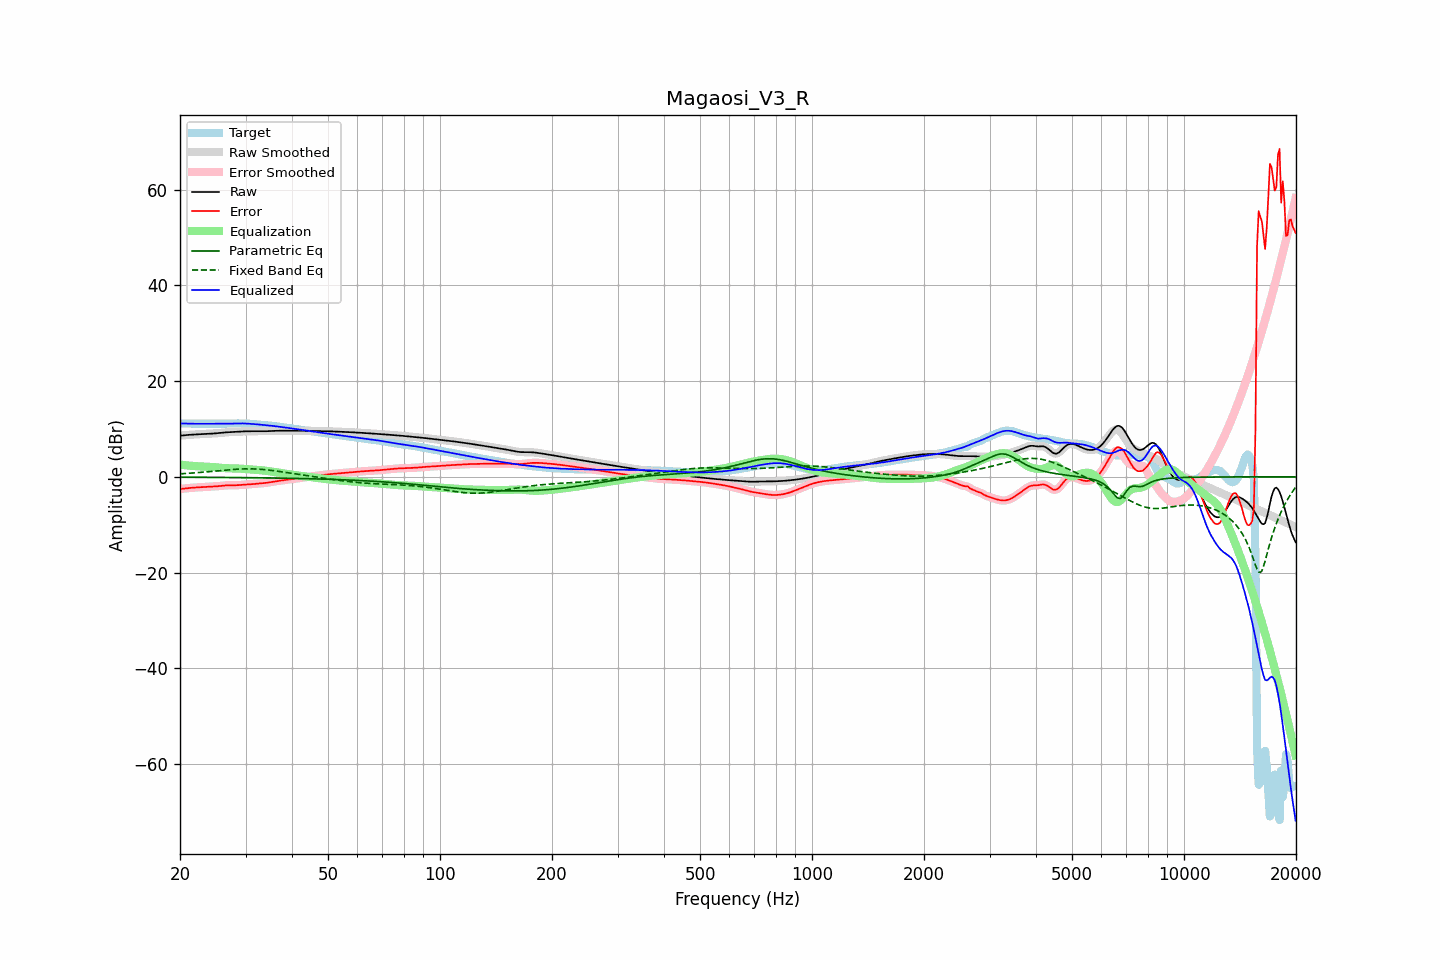 Magaosi_V3_R
Target
Raw Smoothed
Error Smoothed
Raw
Error
Equalization
Parametric Eq
Fixed Band Eq
Equalized
Amplitude (dBr)
60
40
20
0
−20
−40
−60
20 50 100 200 500 1000 2000 5000 10000 20000
Frequency (Hz)